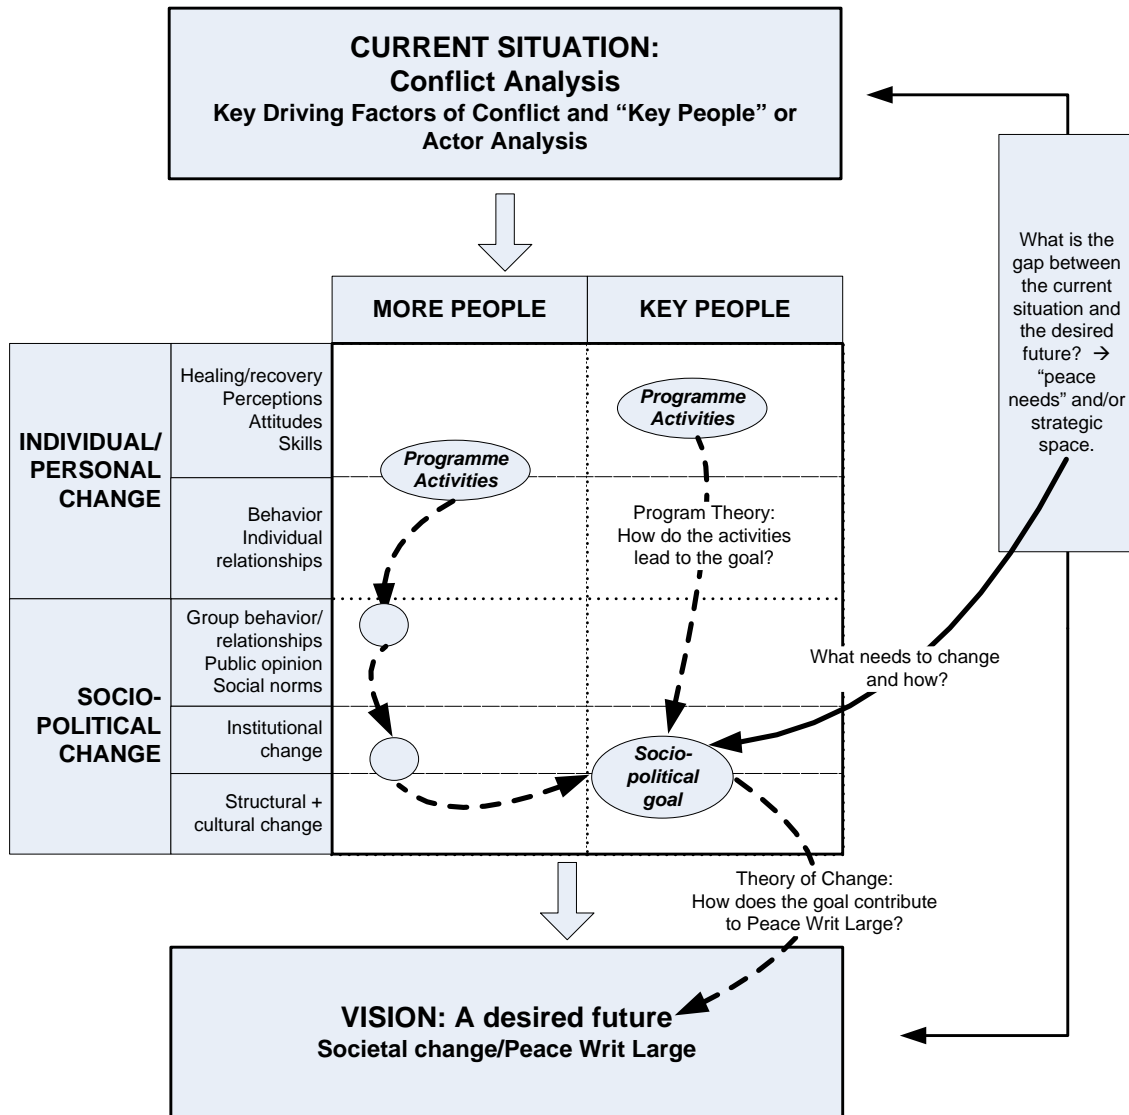 CURRENT SITUATION:
Conflict Analysis
Key Driving Factors of Conflict and “Key People” or
Actor Analysis
What is the
gap between
the current
situation and
the desired
future? →
“peace
needs” and/or
strategic
space.
MORE PEOPLE
KEY PEOPLE
INDIVIDUAL/
PERSONAL
CHANGE
Healing/recovery
Perceptions
Attitudes
Skills
Programme
Activities
Programme
Activities
Behavior
Individual
relationships
Program Theory:
How do the activities
lead to the goal?
SOCIO-
POLITICAL
CHANGE
Group behavior/
relationships
Public opinion
Social norms
What needs to change
and how?
Institutional
change
Socio-
political
goal
Structural +
cultural change
Theory of Change:
How does the goal contribute
to Peace Writ Large?
VISION: A desired future
Societal change/Peace Writ Large